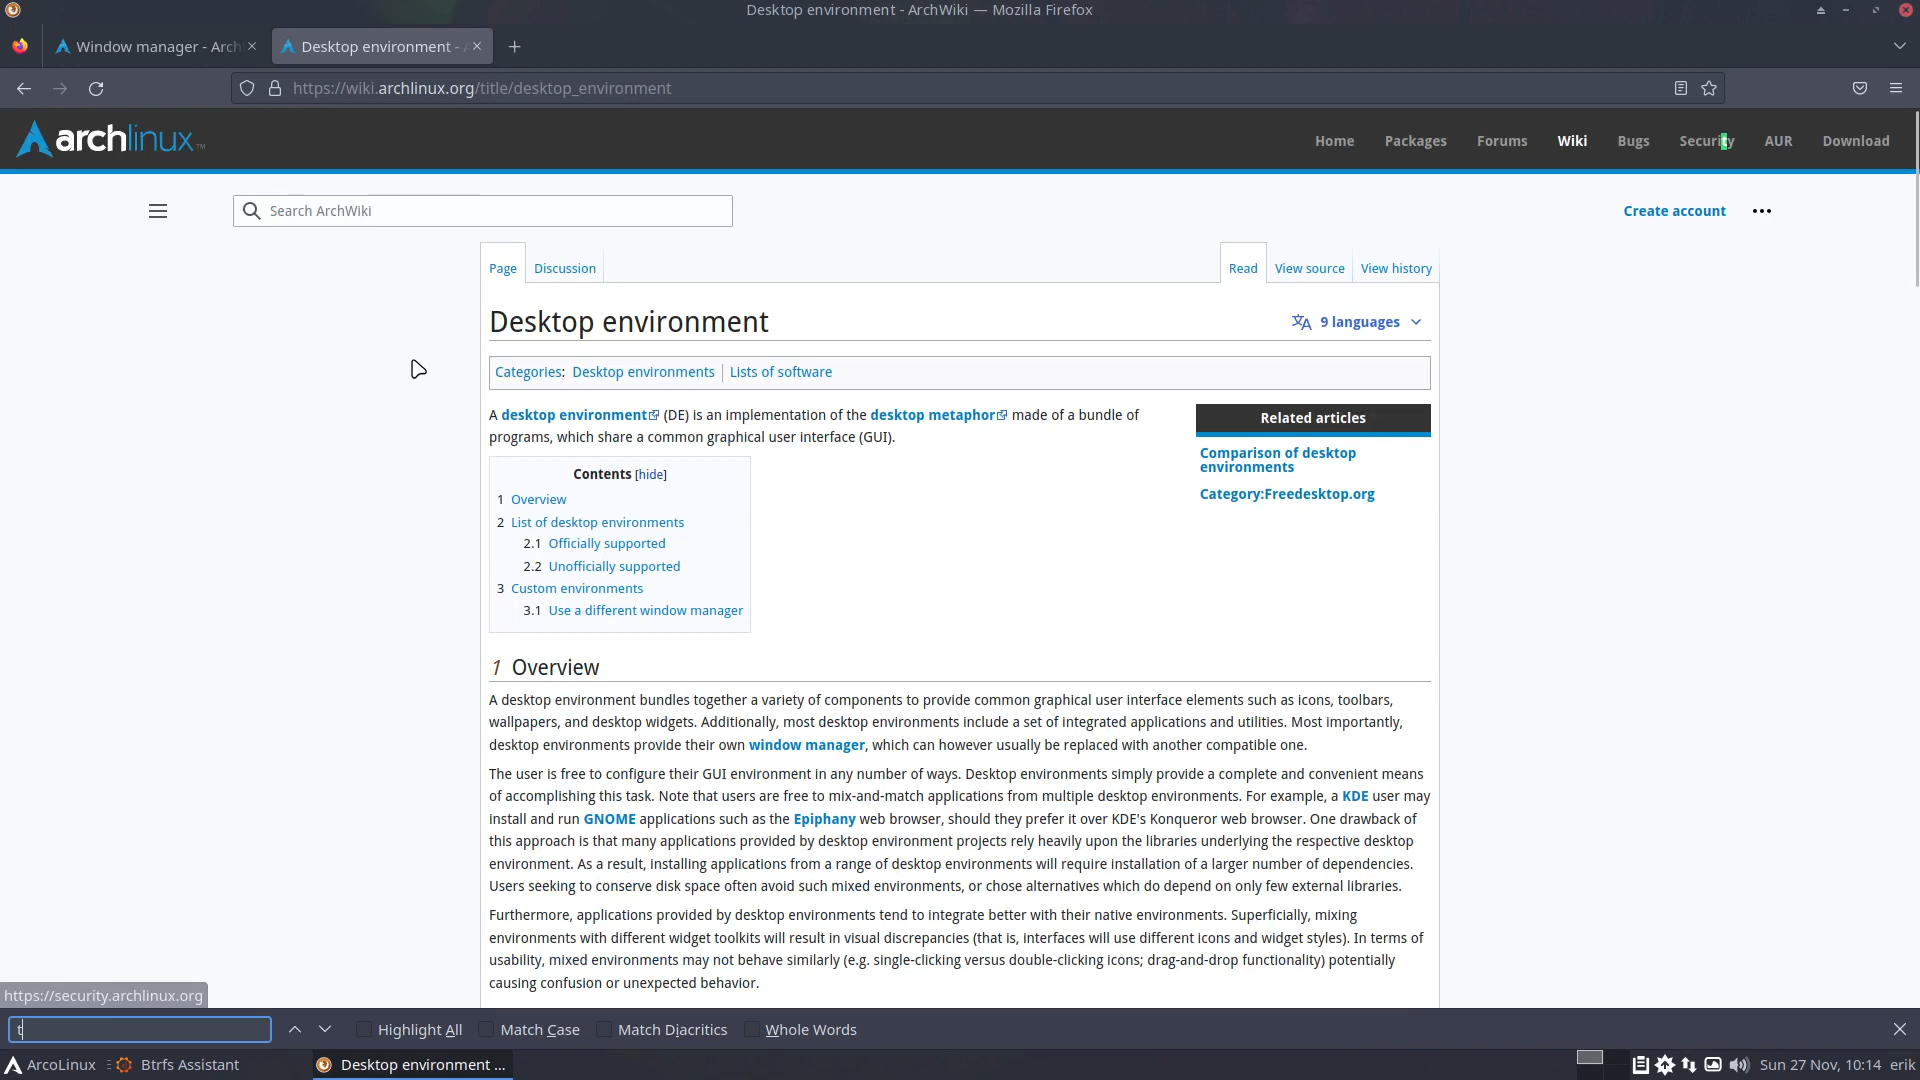 Desktop environment - ArchWiki — Mozilla Firefox
Window manager - Arch
Desktop environment - A
https://wiki.archlinux.org/title/desktop_environment
archlinux™
Home Packages Forums Wiki Bugs Security AUR Download
Search ArchWiki
Create account
Page Discussion Read View source View history
Desktop environment
9 languages
Categories: Desktop environments | Lists of software
A desktop environment (DE) is an implementation of the desktop metaphor made of a bundle of
programs, which share a common graphical user interface (GUI).
Related articles
Comparison of desktop
environments
Category:Freedesktop.org
Contents [hide]
1 Overview
2 List of desktop environments
2.1 Officially supported
2.2 Unofficially supported
3 Custom environments
3.1 Use a different window manager
1 Overview
A desktop environment bundles together a variety of components to provide common graphical user interface elements such as icons, toolbars,
wallpapers, and desktop widgets. Additionally, most desktop environments include a set of integrated applications and utilities. Most importantly,
desktop environments provide their own window manager, which can however usually be replaced with another compatible one.
The user is free to configure their GUI environment in any number of ways. Desktop environments simply provide a complete and convenient means
of accomplishing this task. Note that users are free to mix-and-match applications from multiple desktop environments. For example, a KDE user may
install and run GNOME applications such as the Epiphany web browser, should they prefer it over KDE's Konqueror web browser. One drawback of
this approach is that many applications provided by desktop environment projects rely heavily upon the libraries underlying the respective desktop
environment. As a result, installing applications from a range of desktop environments will require installation of a larger number of dependencies.
Users seeking to conserve disk space often avoid such mixed environments, or chose alternatives which do depend on only few external libraries.
Furthermore, applications provided by desktop environments tend to integrate better with their native environments. Superficially, mixing
environments with different widget toolkits will result in visual discrepancies (that is, interfaces will use different icons and widget styles). In terms of
usability, mixed environments may not behave similarly (e.g. single-clicking versus double-clicking icons; drag-and-drop functionality) potentially
causing confusion or unexpected behavior.
https://security.archlinux.org
t
Highlight All Match Case Match Diacritics Whole Words
ArcoLinux Btrfs Assistant Desktop environment ... Sun 27 Nov, 10:14 erik